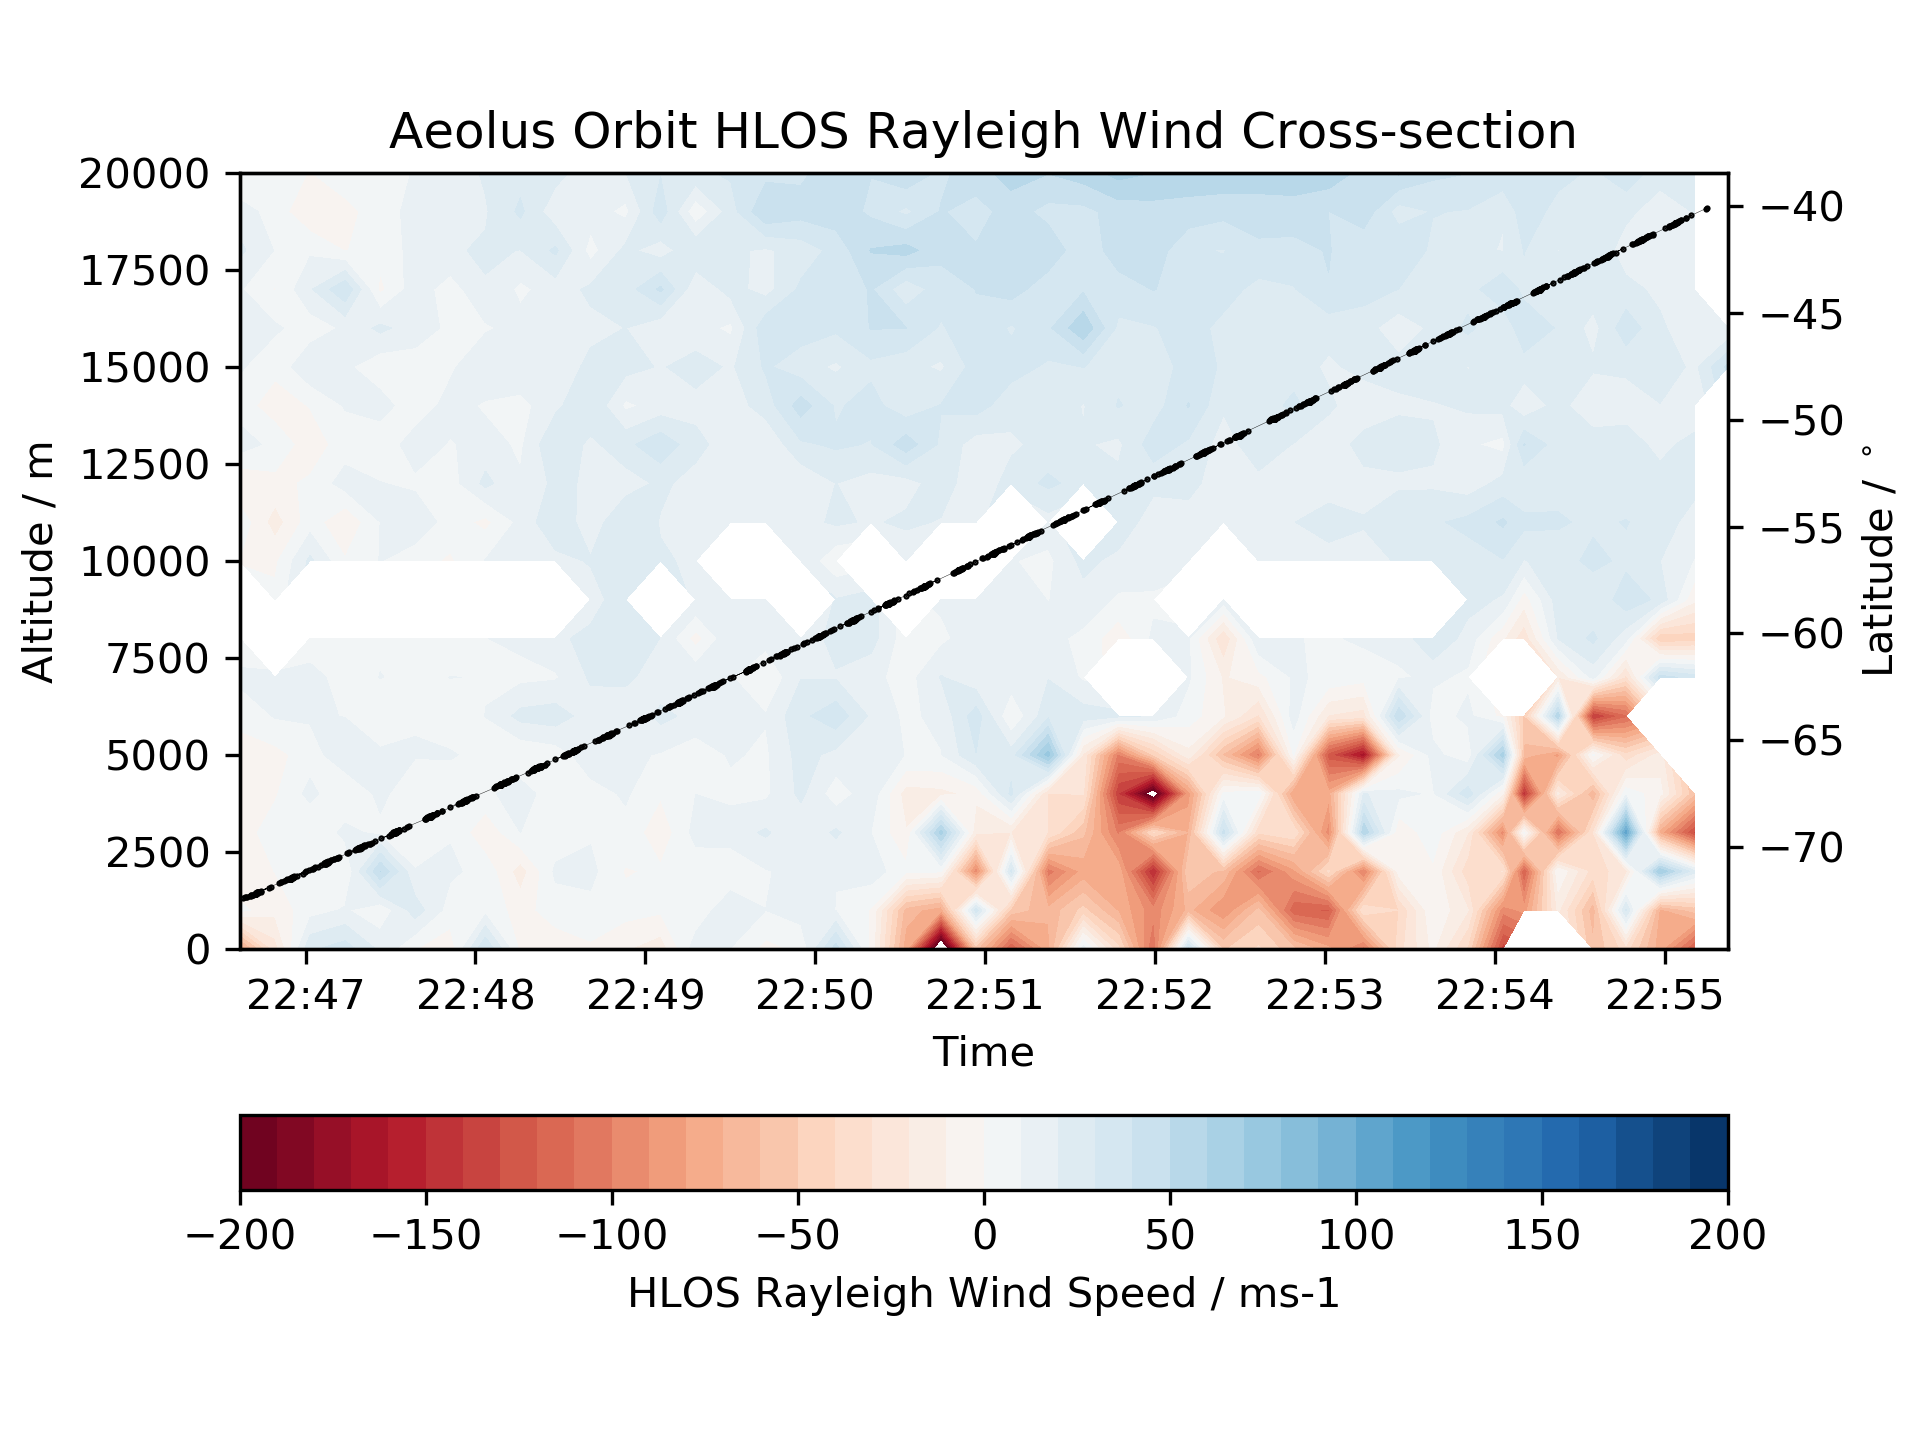 Aeolus Orbit HLOS Rayleigh Wind Cross-section
20000
17500
15000
12500
10000
7500
5000
2500
0
Altitude / m
−40
−45
−50
−55
−60
−65
−70
Latitude / °
22:47 22:48 22:49 22:50 22:51 22:52 22:53 22:54 22:55
Time
−200 −150 −100 −50 0 50 100 150 200
HLOS Rayleigh Wind Speed / ms-1